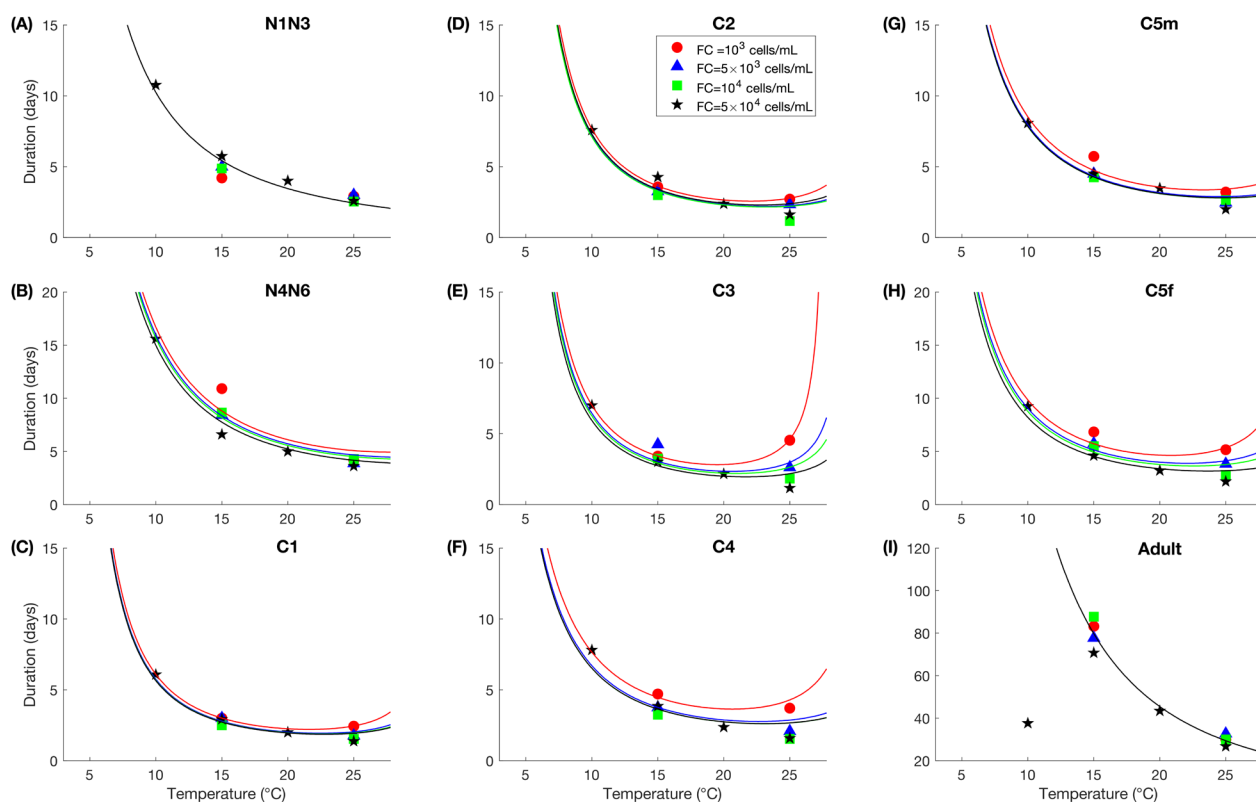 (A) N1N3
15
10
5
0
5 10 15 20 25
Duration (days)
(D) C2
15
10
5
0
5 10 15 20 25
FC =10³ cells/mL
FC=5×10³ cells/mL
FC=10⁴ cells/mL
FC=5×10⁴ cells/mL
(G) C5m
15
10
5
0
5 10 15 20 25
(B) N4N6
20
15
10
5
0
5 10 15 20 25
Duration (days)
(E) C3
15
10
5
0
5 10 15 20 25
(H) C5f
20
15
10
5
0
5 10 15 20 25
(C) C1
15
10
5
0
5 10 15 20 25
Duration (days)
Temperature (°C)
(F) C4
15
10
5
0
5 10 15 20 25
Temperature (°C)
(I) Adult
120
100
80
60
40
20
5 10 15 20 25
Temperature (°C)